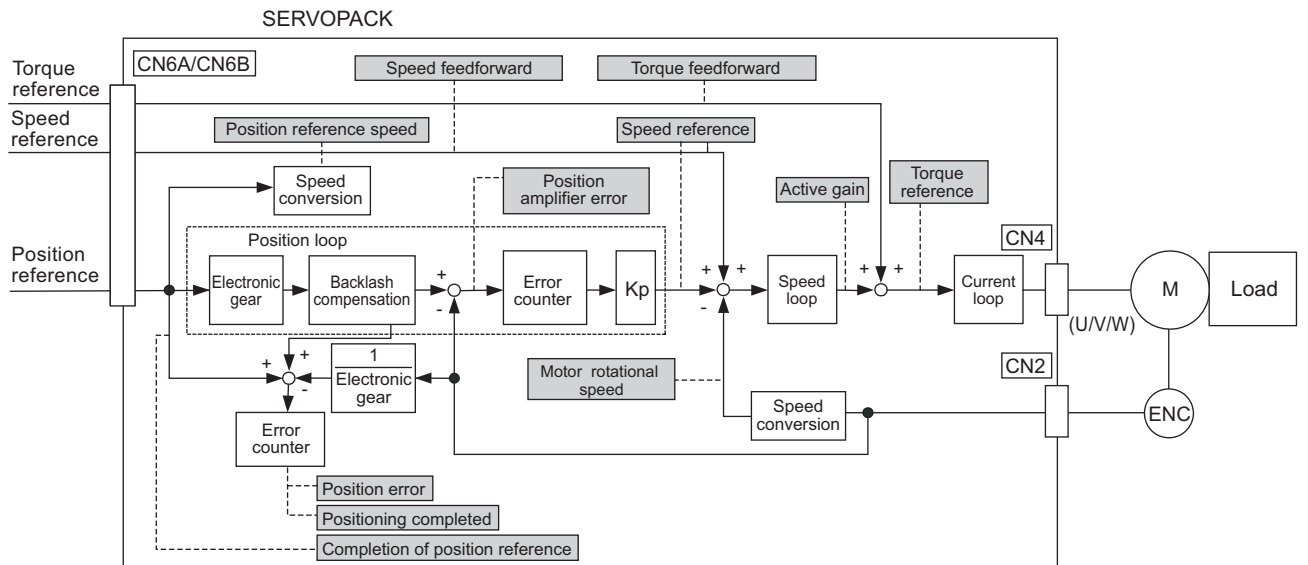 SERVOPACK
CN6A/CN6B
Torque
reference
Speed
reference
Position
reference
Speed feedforward
Torque feedforward
Position reference speed
Speed reference
Speed
conversion
Position
amplifier error
Active gain
Torque
reference
Position loop
Electronic
gear
Backlash
compensation
+
-
Error
counter
Kp
+
+
-
Speed
loop
+
+
Current
loop
CN4
(U/V/W)
M
Load
+
+
-
1
Electronic
gear
Motor rotational
speed
Speed
conversion
CN2
ENC
Error
counter
Position error
Positioning completed
Completion of position reference